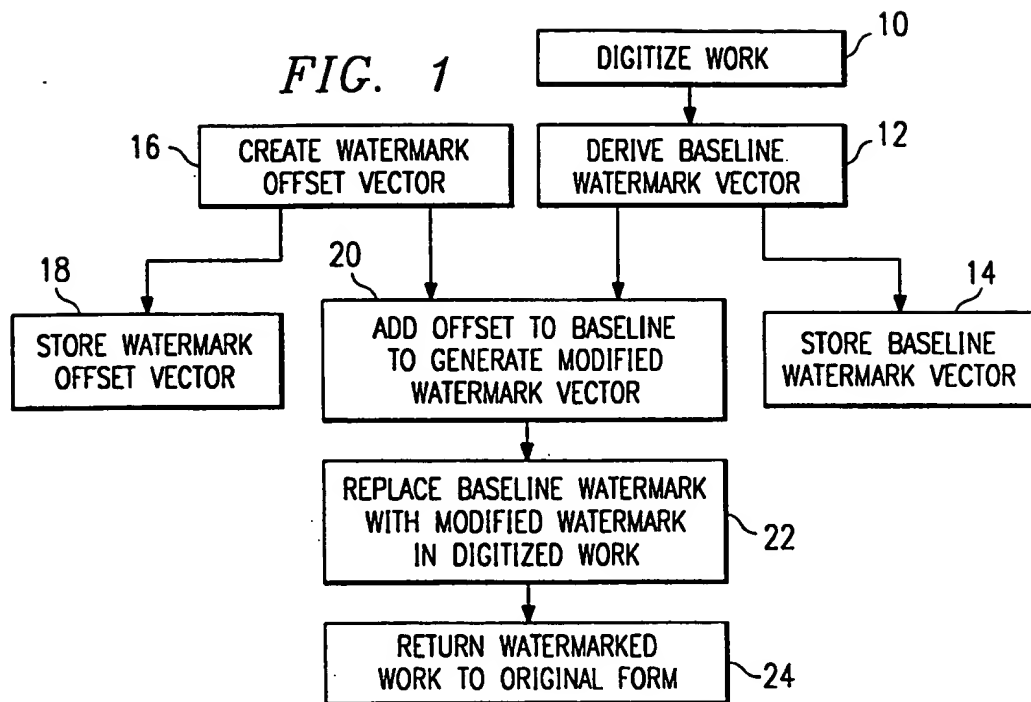 FIG. 1
10
DIGITIZE WORK
16
CREATE WATERMARK
OFFSET VECTOR
DERIVE BASELINE
WATERMARK VECTOR
12
18
STORE WATERMARK
OFFSET VECTOR
20
ADD OFFSET TO BASELINE
TO GENERATE MODIFIED
WATERMARK VECTOR
14
STORE BASELINE
WATERMARK VECTOR
REPLACE BASELINE WATERMARK
WITH MODIFIED WATERMARK
IN DIGITIZED WORK
22
RETURN WATERMARKED
WORK TO ORIGINAL FORM
24